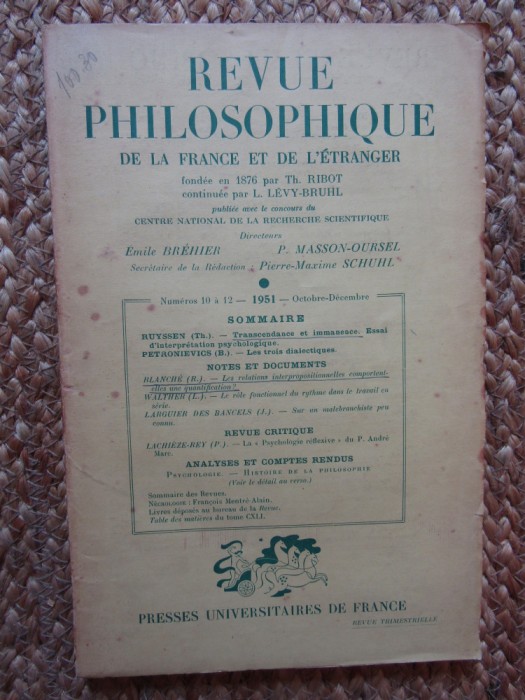 100.30
REVUE
PHILOSOPHIQUE
DE LA FRANCE ET DE L'ÉTRANGER
fondée en 1876 par Th. RIBOT
continuée par L. LÉVY-BRUHL
publiée avec le concours du
CENTRE NATIONAL DE LA RECHERCHE SCIENTIFIQUE
Directeurs
Émile BRÉHIER P. MASSON-OURSEL
Secrétaire de la Rédaction : Pierre-Maxime SCHUHL
Numéros 10 à 12 — 1951 — Octobre-Décembre
SOMMAIRE
RUYSSEN (Th.). — Transcendance et immanence. Essai
d'interprétation psychologique.
PETRONIEVICS (B.). — Les trois dialectiques.
NOTES ET DOCUMENTS
BLANCHÉ (R.). — Les relations interpropositionnelles comportent-
elles une quantification ?
WALTHER (L.). — Le rôle fonctionnel du rythme dans le travail en
série.
LARGUIER DES BANCELS (J.). — Sur un malebranchiste peu
connu.
REVUE CRITIQUE
LACHIÈZE-REY (P.). — La « Psychologie réflexive » du P. André
Marc.
ANALYSES ET COMPTES RENDUS
PSYCHOLOGIE. — HISTOIRE DE LA PHILOSOPHIE
(Voir le détail au verso.)
Sommaire des Revues.
NÉCROLOGIE : François Mentré Alain.
Livres déposés au bureau de la Revue.
Table des matières du tome CXLI.
PRESSES UNIVERSITAIRES DE FRANCE
REVUE TRIMESTRIELLE